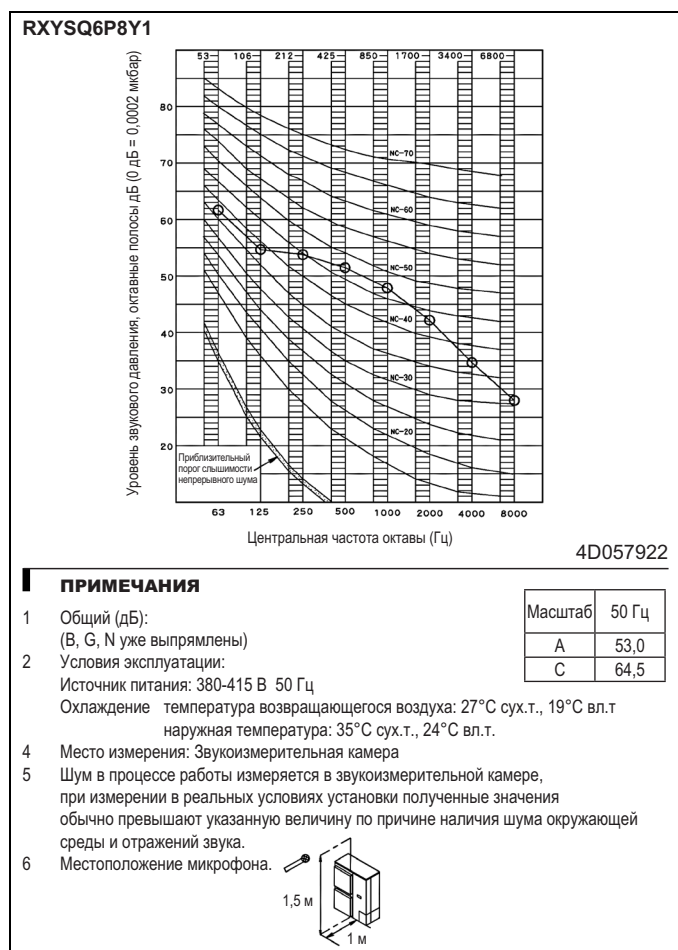 RXYSQ6P8Y1
Уровень звукового давления, октавные полосы дБ (0 дБ = 0,0002 мкбар)
53 106 212 425 850 1700 3400 6800
80
70
60
50
40
30
20
NC-70
NC-60
NC-50
NC-40
NC-30
NC-20
Приблизительный
порог слышимости
непрерывного шума
63 125 250 500 1000 2000 4000 8000
Центральная частота октавы (Гц)
4D057922
ПРИМЕЧАНИЯ
1 Общий (дБ):
(B, G, N уже выпрямлены)
Масштаб 50 Гц
A 53,0
C 64,5
2 Условия эксплуатации:
Источник питания: 380-415 В 50 Гц
Охлаждение температура возвращающегося воздуха: 27°C сух.т., 19°C вл.т
наружная температура: 35°C сух.т., 24°C вл.т.
4 Место измерения: Звукоизмерительная камера
5 Шум в процессе работы измеряется в звукоизмерительной камере,
при измерении в реальных условиях установки полученные значения
обычно превышают указанную величину по причине наличия шума окружающей
среды и отражений звука.
6 Местоположение микрофона.
1,5 м
1 м